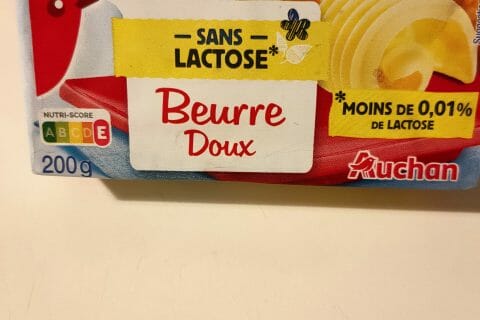 SANS
LACTOSE*
Beurre
Doux
*MOINS DE 0,01%
DE LACTOSE
NUTRI-SCORE
A B C D E
200g
Auchan